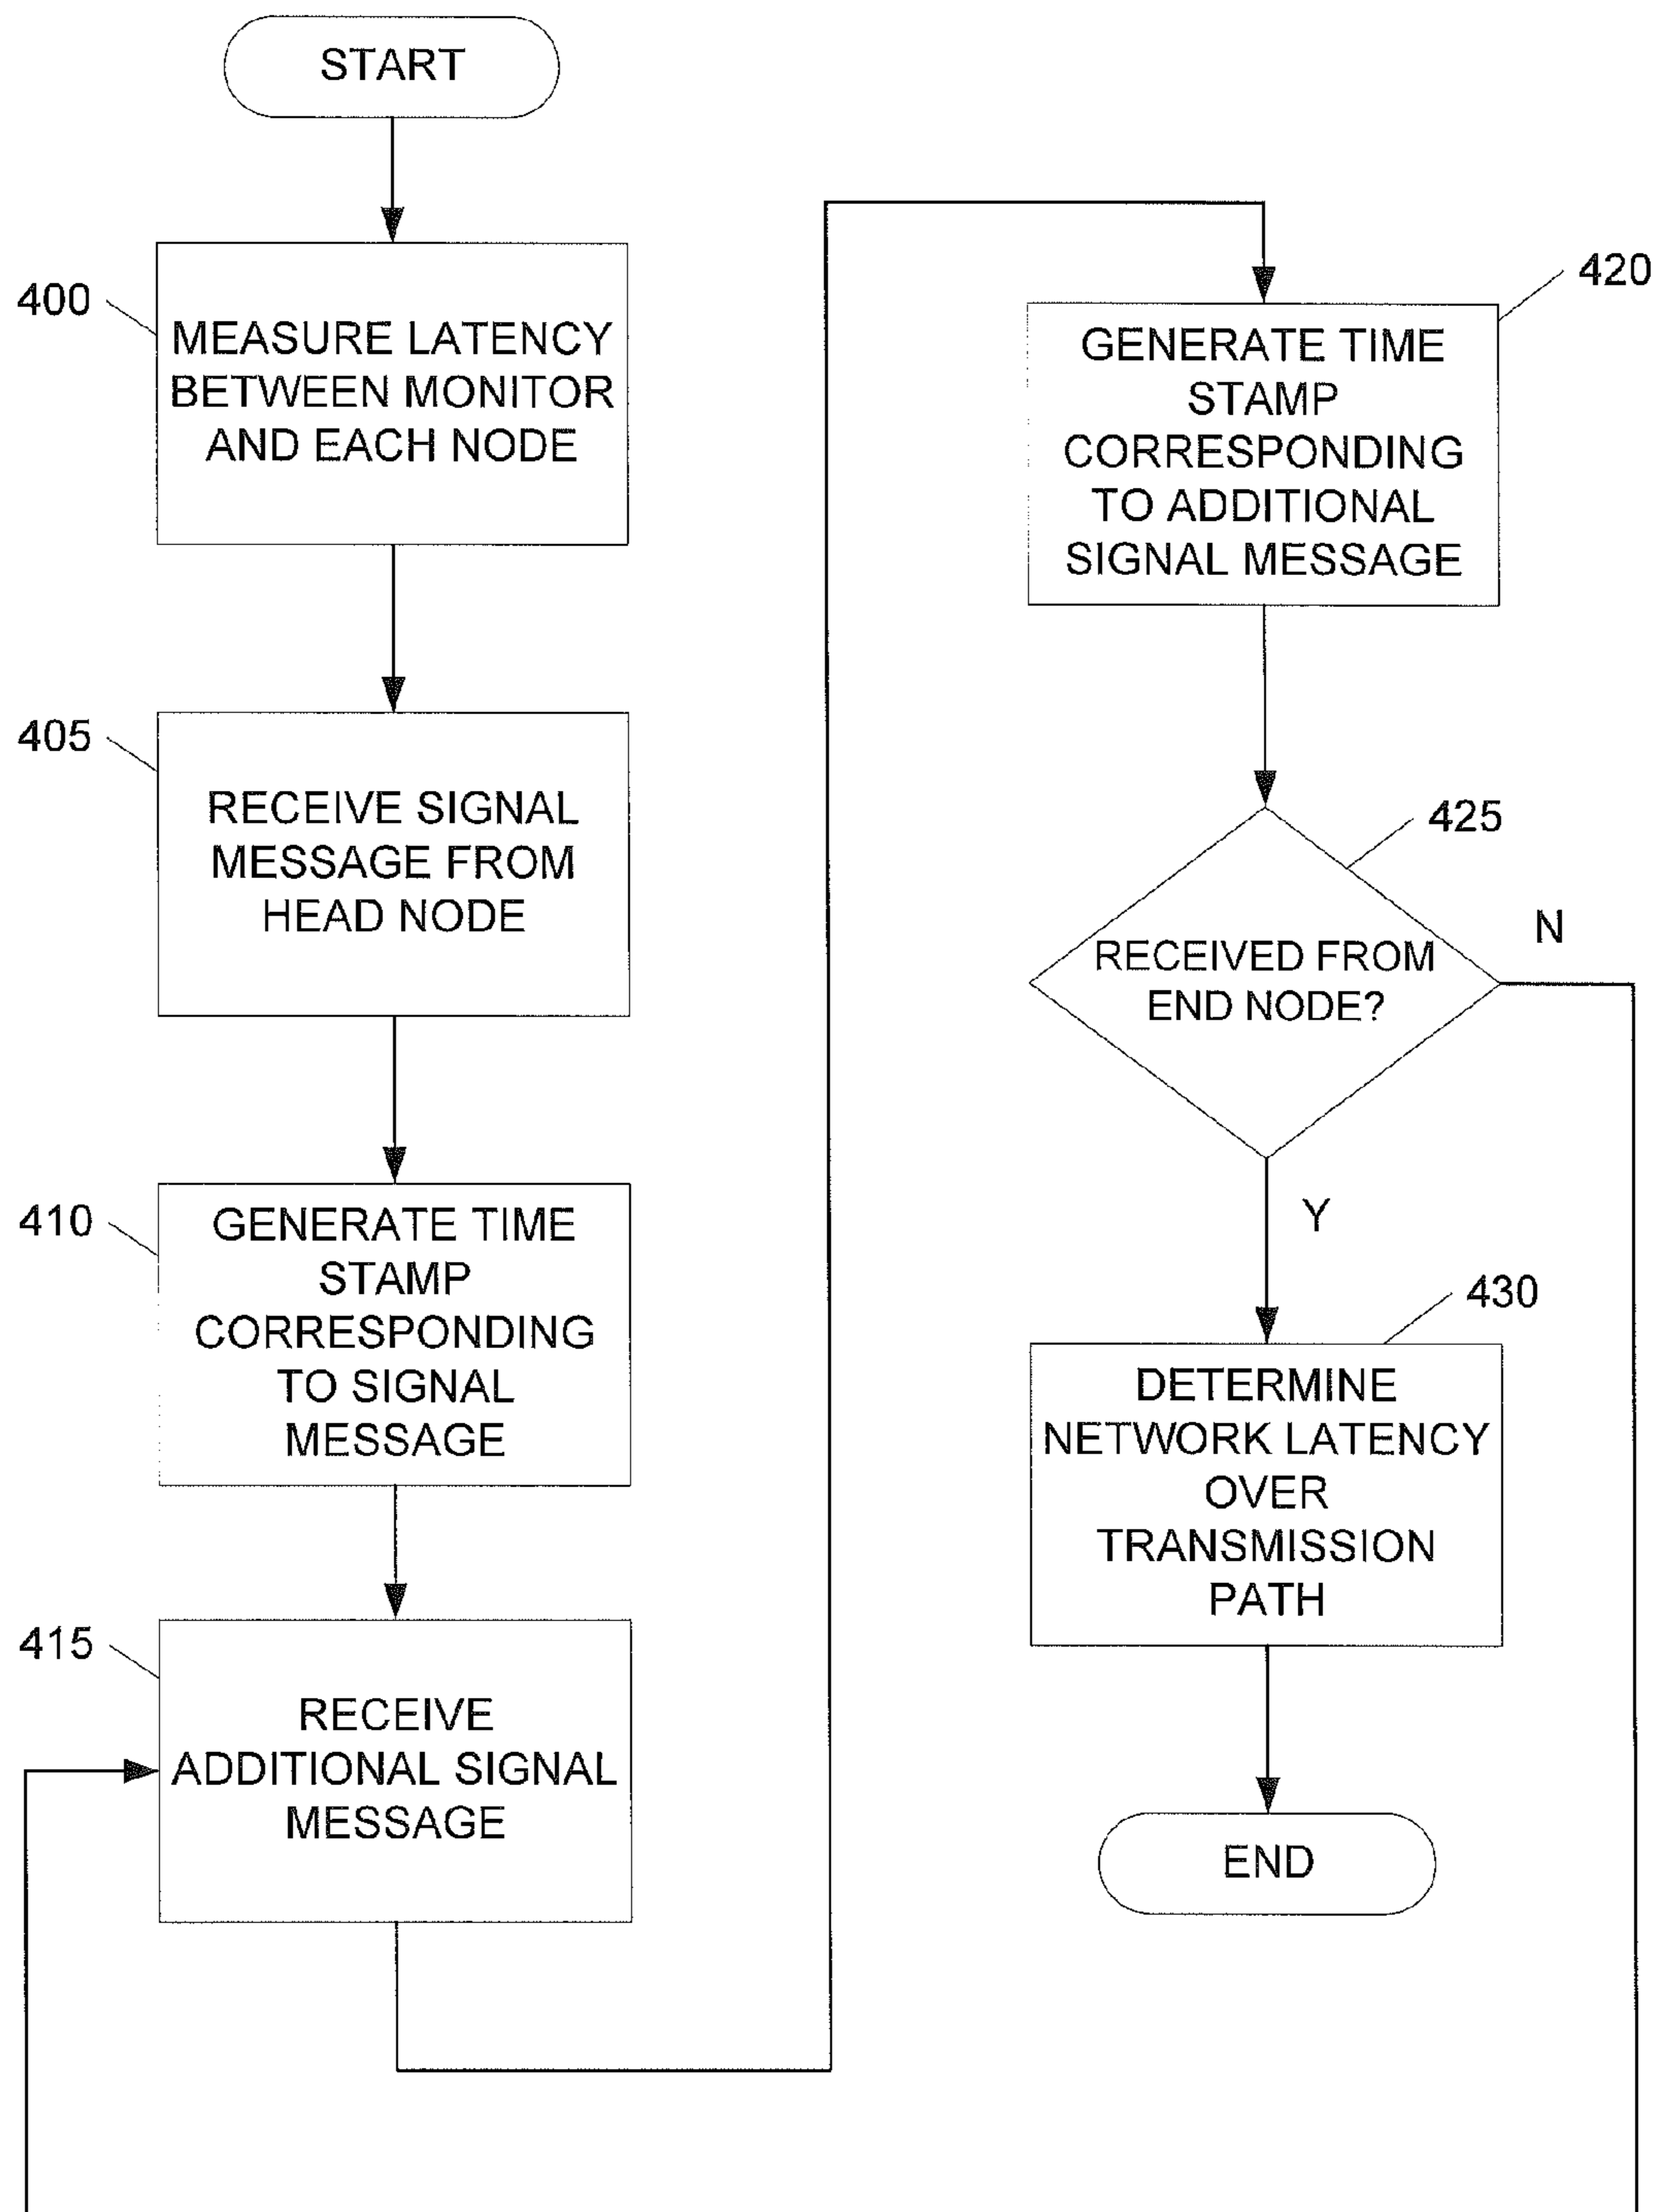 START
400
MEASURE LATENCY
BETWEEN MONITOR
AND EACH NODE
405
RECEIVE SIGNAL
MESSAGE FROM
HEAD NODE
410
GENERATE TIME
STAMP
CORRESPONDING
TO SIGNAL
MESSAGE
415
RECEIVE
ADDITIONAL SIGNAL
MESSAGE
420
GENERATE TIME
STAMP
CORRESPONDING
TO ADDITIONAL
SIGNAL MESSAGE
425
RECEIVED FROM
END NODE?
N
Y
430
DETERMINE
NETWORK LATENCY
OVER
TRANSMISSION
PATH
END